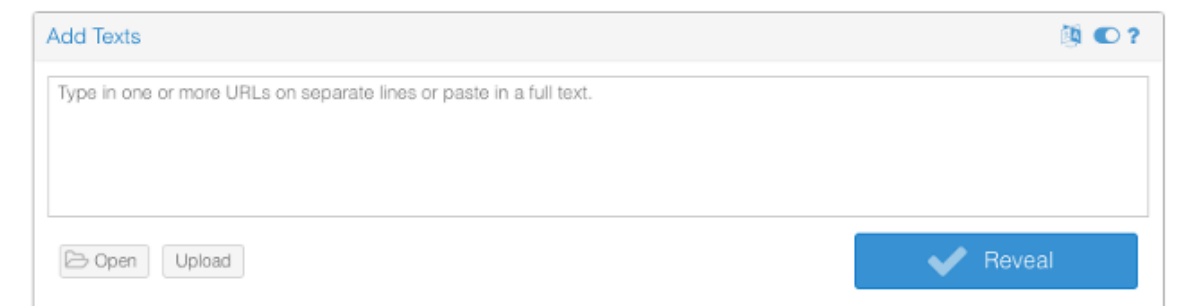 Add Texts
?
Type in one or more URLs on separate lines or paste in a full text.
Open
Upload
Reveal